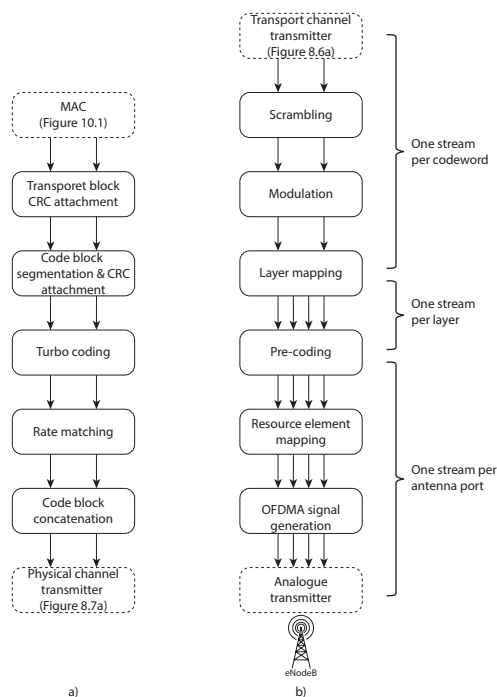 MAC
(Figure 10.1)
Transporet block
CRC attachment
Code block
segmentation & CRC
attachment
Turbo coding
Rate matching
Code block
concatenation
Physical channel
transmitter
(Figure 8.7a)
a)
Transport channel
transmitter
(Figure 8.6a)
Scrambling
Modulation
Layer mapping
Pre-coding
Resource element
mapping
OFDMA signal
generation
Analogue
transmitter
eNodeB
b)
One stream
per codeword
One stream
per layer
One stream per
antenna port